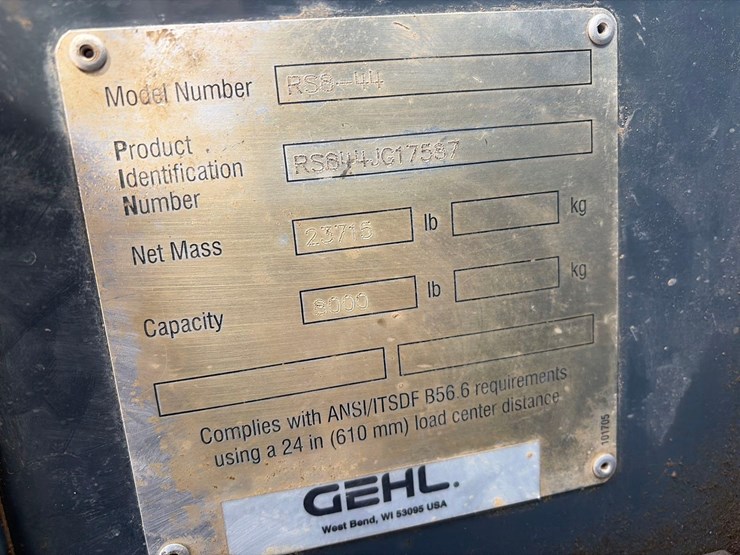 Model Number RS8-44
Product
Identification RS844JC17587
Number
Net Mass 23715 lb kg
Capacity 8000 lb kg
Complies with ANSI/ITSDF B56.6 requirements
using a 24 in (610 mm) load center distance.
101705
GEHL.
West Bend, WI 53095 USA